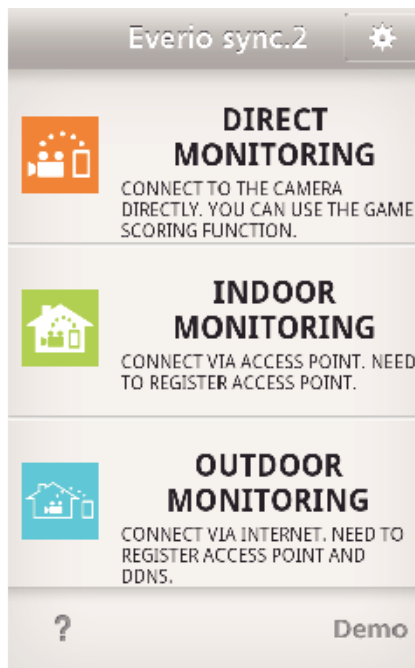 Everio sync.2
DIRECT
MONITORING
CONNECT TO THE CAMERA
DIRECTLY. YOU CAN USE THE GAME
SCORING FUNCTION.
INDOOR
MONITORING
CONNECT VIA ACCESS POINT. NEED
TO REGISTER ACCESS POINT.
OUTDOOR
MONITORING
CONNECT VIA INTERNET. NEED TO
REGISTER ACCESS POINT AND
DDNS.
? Demo